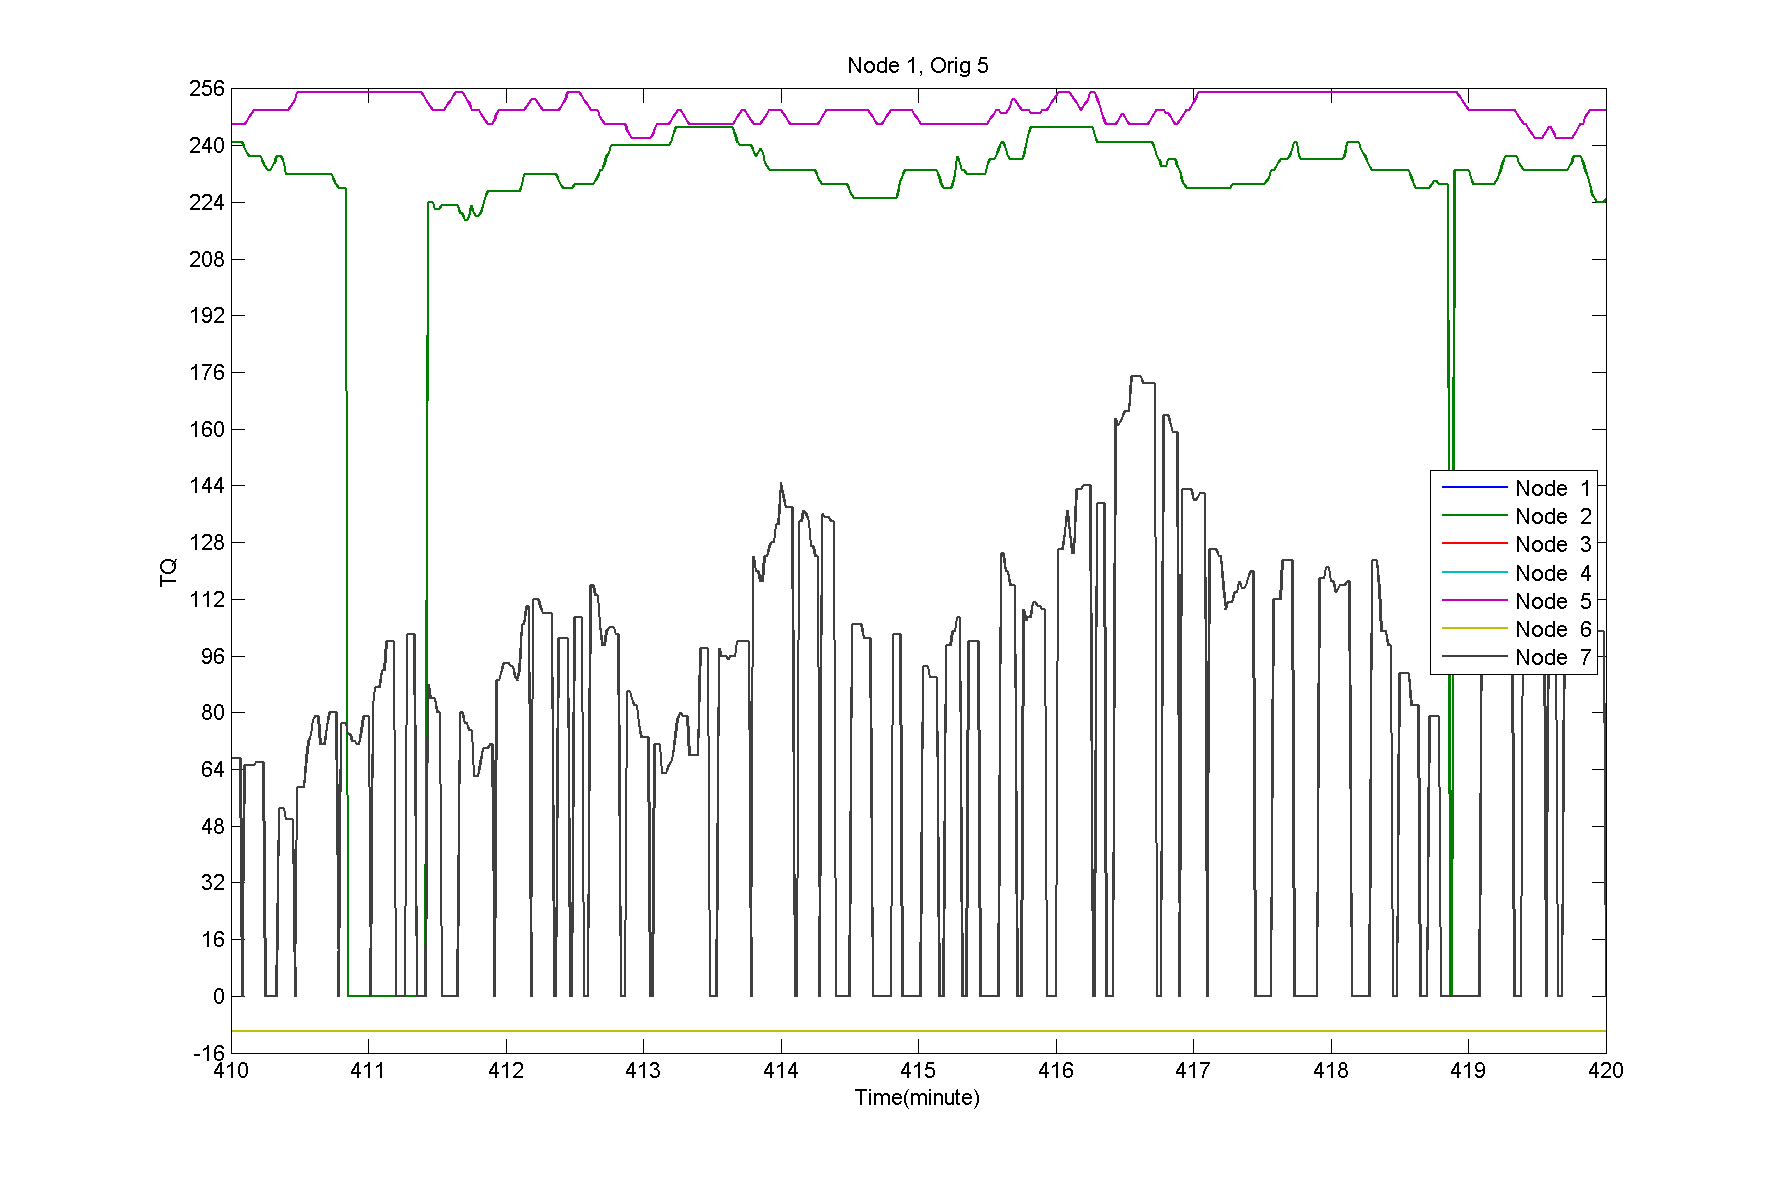 Node 1, Orig 5
256
240
224
208
192
176
160
144
128
112
96
80
64
48
32
16
0
-16
TQ
Node 1
Node 2
Node 3
Node 4
Node 5
Node 6
Node 7
410 411 412 413 414 415 416 417 418 419 420
Time(minute)